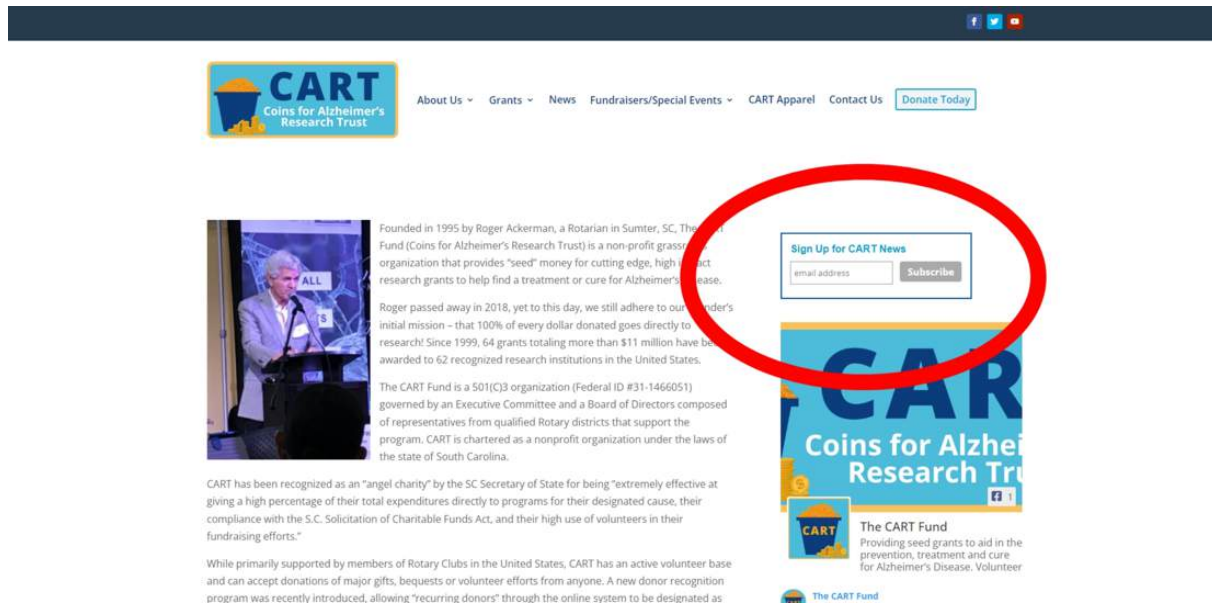 CART
Coins for Alzheimer's
Research Trust
About Us
Grants
News
Fundraisers/Special Events
CART Apparel
Contact Us
Donate Today
ALL
Founded in 1995 by Roger Ackerman, a Rotarian in Sumter, SC, The
Fund (Coins for Alzheimer's Research Trust) is a non-profit
organization that provides "seed" money for cutting edge, high
research grants to help find a treatment or cure for Alzheimer's
Roger passed away in 2018, yet to this day, we still adhere to our
initial mission – that 100% of every dollar donated goes directly to
research! Since 1999, 64 grants totaling more than $11 million have
awarded to 62 recognized research institutions in the United States.
The CART Fund is a 501(C)3 organization (Federal ID #31-1466051)
governed by an Executive Committee and a Board of Directors composed
of representatives from qualified Rotary districts that support the
program. CART is chartered as a nonprofit organization under the laws of
the state of South Carolina.
CART has been recognized as an "angel charity" by the SC Secretary of State for being "extremely effective at
giving a high percentage of their total expenditures directly to programs for their designated cause, their
compliance with the S.C. Solicitation of Charitable Funds Act, and their high use of volunteers in their
fundraising efforts."
While primarily supported by members of Rotary Clubs in the United States, CART has an active volunteer base
and can accept donations of major gifts, bequests or volunteer efforts from anyone. A new donor recognition
program was recently introduced, allowing "recurring donors" through the online system to be designated as
Sign Up for CART News
email address
Subscribe
CAR
Coins for Alzhei
Research Tru
1
CART
The CART Fund
Providing seed grants to aid in the
prevention, treatment and cure
for Alzheimer's Disease. Volunteer
The CART Fund